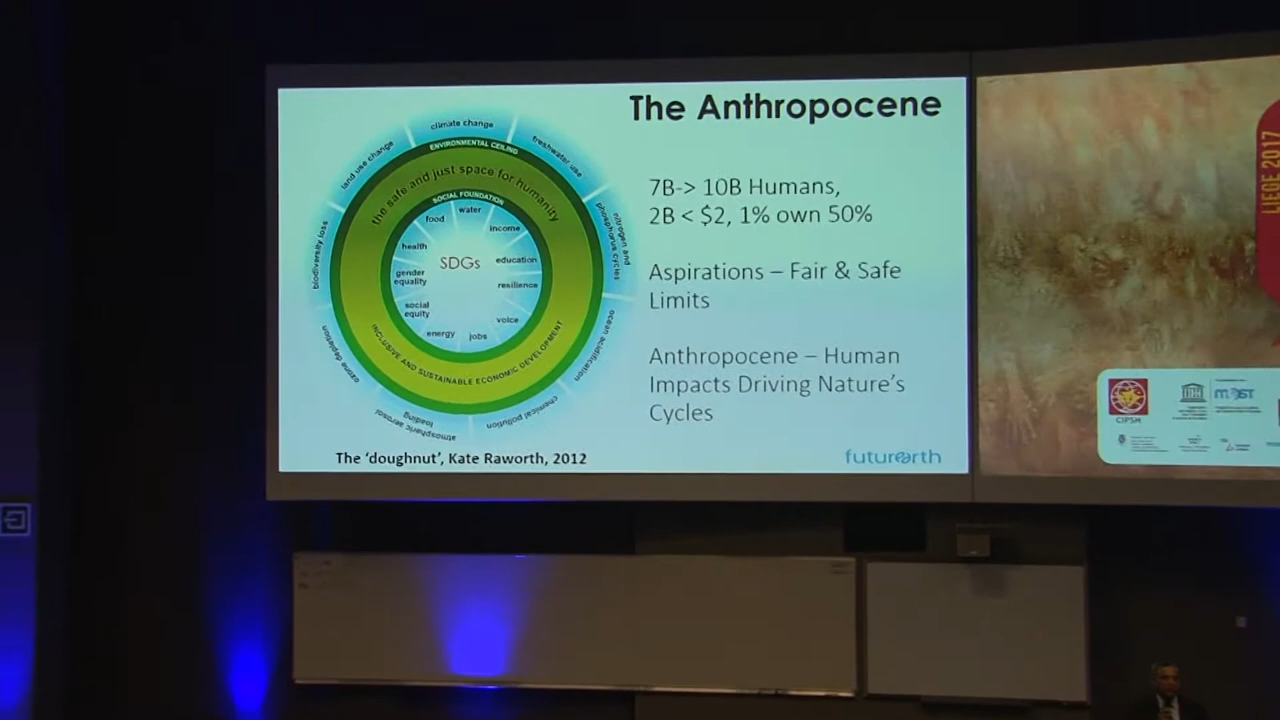 The Anthropocene
climate change
freshwater use
nitrogen and
phosphorus cycles
ocean acidification
chemical pollution
atmospheric aerosol
loading
ozone depletion
biodiversity loss
land use change
ENVIRONMENTAL CEILING
the safe and just space for humanity
SOCIAL FOUNDATION
water
income
education
resilience
voice
jobs
energy
social
equity
gender
equality
health
food
SDGs
INCLUSIVE AND SUSTAINABLE ECONOMIC DEVELOPMENT
The 'doughnut', Kate Raworth, 2012
7B-> 10B Humans,
2B < $2, 1% own 50%
Aspirations – Fair & Safe
Limits
Anthropocene – Human
Impacts Driving Nature's
Cycles
futurearth
LIEGE 2017
CIPSH